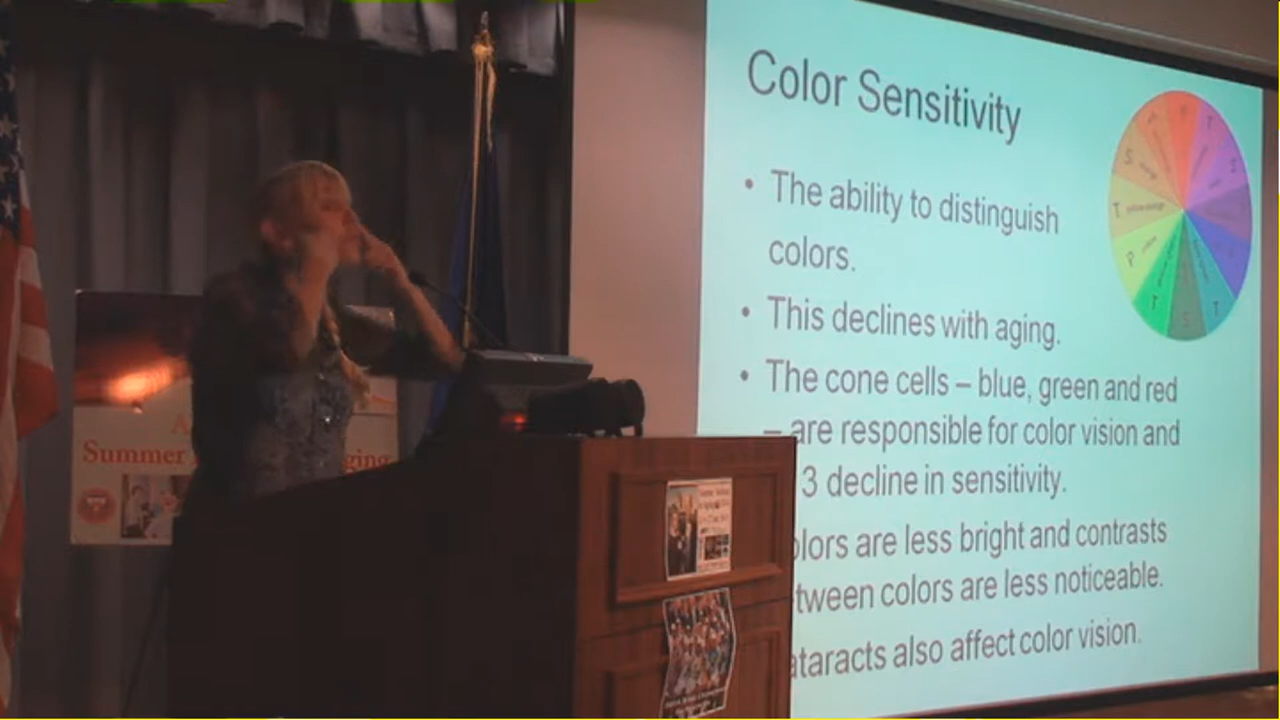 Color Sensitivity
• The ability to distinguish
colors.
• This declines with aging.
• The cone cells – blue, green and red
– are responsible for color vision and
3 decline in sensitivity.
olors are less bright and contrasts
tween colors are less noticeable.
ataracts also affect color vision.
A
Summer
ging